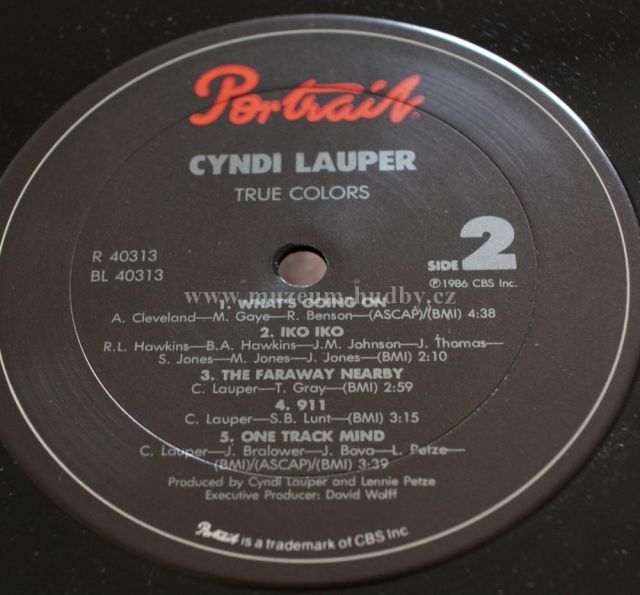 Portrait
CYNDI LAUPER
TRUE COLORS
R 40313
BL 40313
SIDE 2
℗1986 CBS Inc.
www.muzeum.hudby.cz
1. WHAT'S GOING ON
A. Cleveland—M. Gaye—R. Benson—(ASCAP)/(BMI) 4:38
2. IKO IKO
R.L. Hawkins—B.A. Hawkins—J.M. Johnson—J. Thomas—
S. Jones—M. Jones—J. Jones—(BMI) 2:10
3. THE FARAWAY NEARBY
C. Lauper—T. Gray—(BMI) 2:59
4. 911
C. Lauper—S.B. Lunt—(BMI) 3:15
5. ONE TRACK MIND
C. Lauper—J. Bralower—J. Bova—L. Petze—
(BMI)/(ASCAP)/(BMI) 3:39
Produced by Cyndi Lauper and Lennie Petze
Executive Producer: David Wolff
Portrait is a trademark of CBS Inc